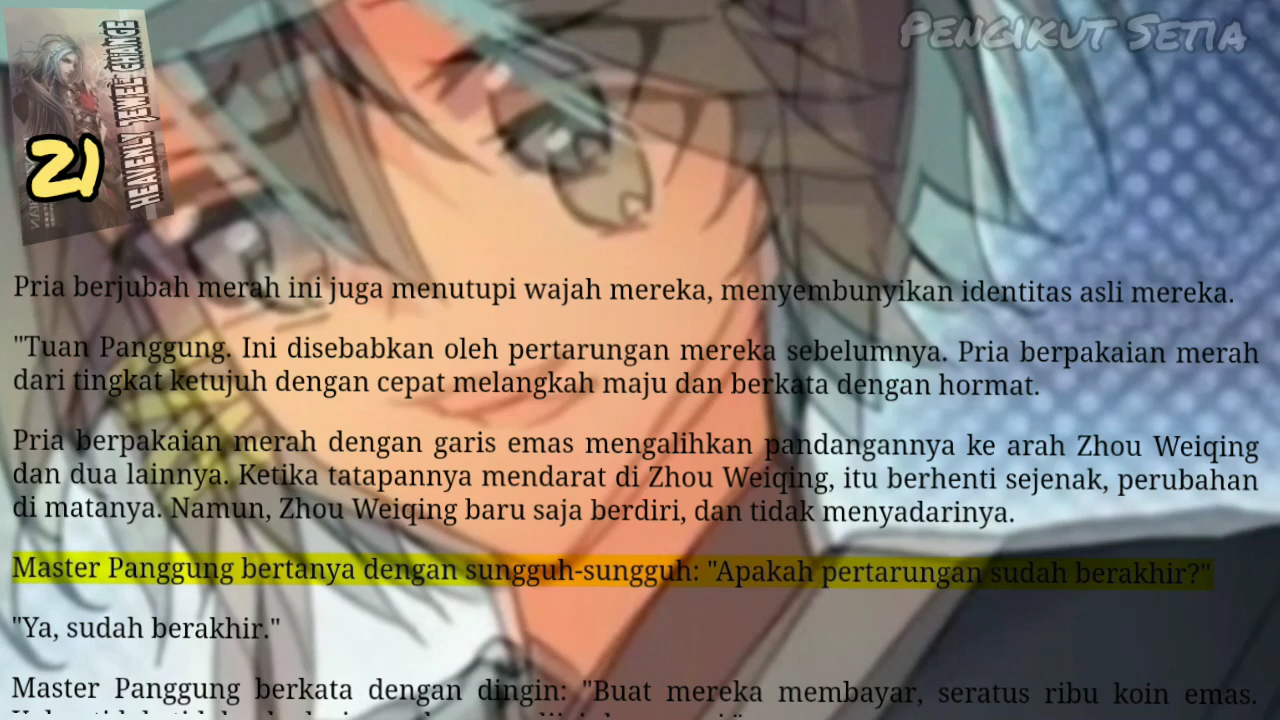 Pengikut Setia
HEAVENLY JEWEL CHANGE
21
Pria berjubah merah ini juga menutupi wajah mereka, menyembunyikan identitas asli mereka.
"Tuan Panggung. Ini disebabkan oleh pertarungan mereka sebelumnya. Pria berpakaian merah
dari tingkat ketujuh dengan cepat melangkah maju dan berkata dengan hormat.
Pria berpakaian merah dengan garis emas mengalihkan pandangannya ke arah Zhou Weiqing
dan dua lainnya. Ketika tatapannya mendarat di Zhou Weiqing, itu berhenti sejenak, perubahan
di matanya. Namun, Zhou Weiqing baru saja berdiri, dan tidak menyadarinya.
Master Panggung bertanya dengan sungguh-sungguh: "Apakah pertarungan sudah berakhir?"
"Ya, sudah berakhir."
Master Panggung berkata dengan dingin: "Buat mereka membayar, seratus ribu koin emas.